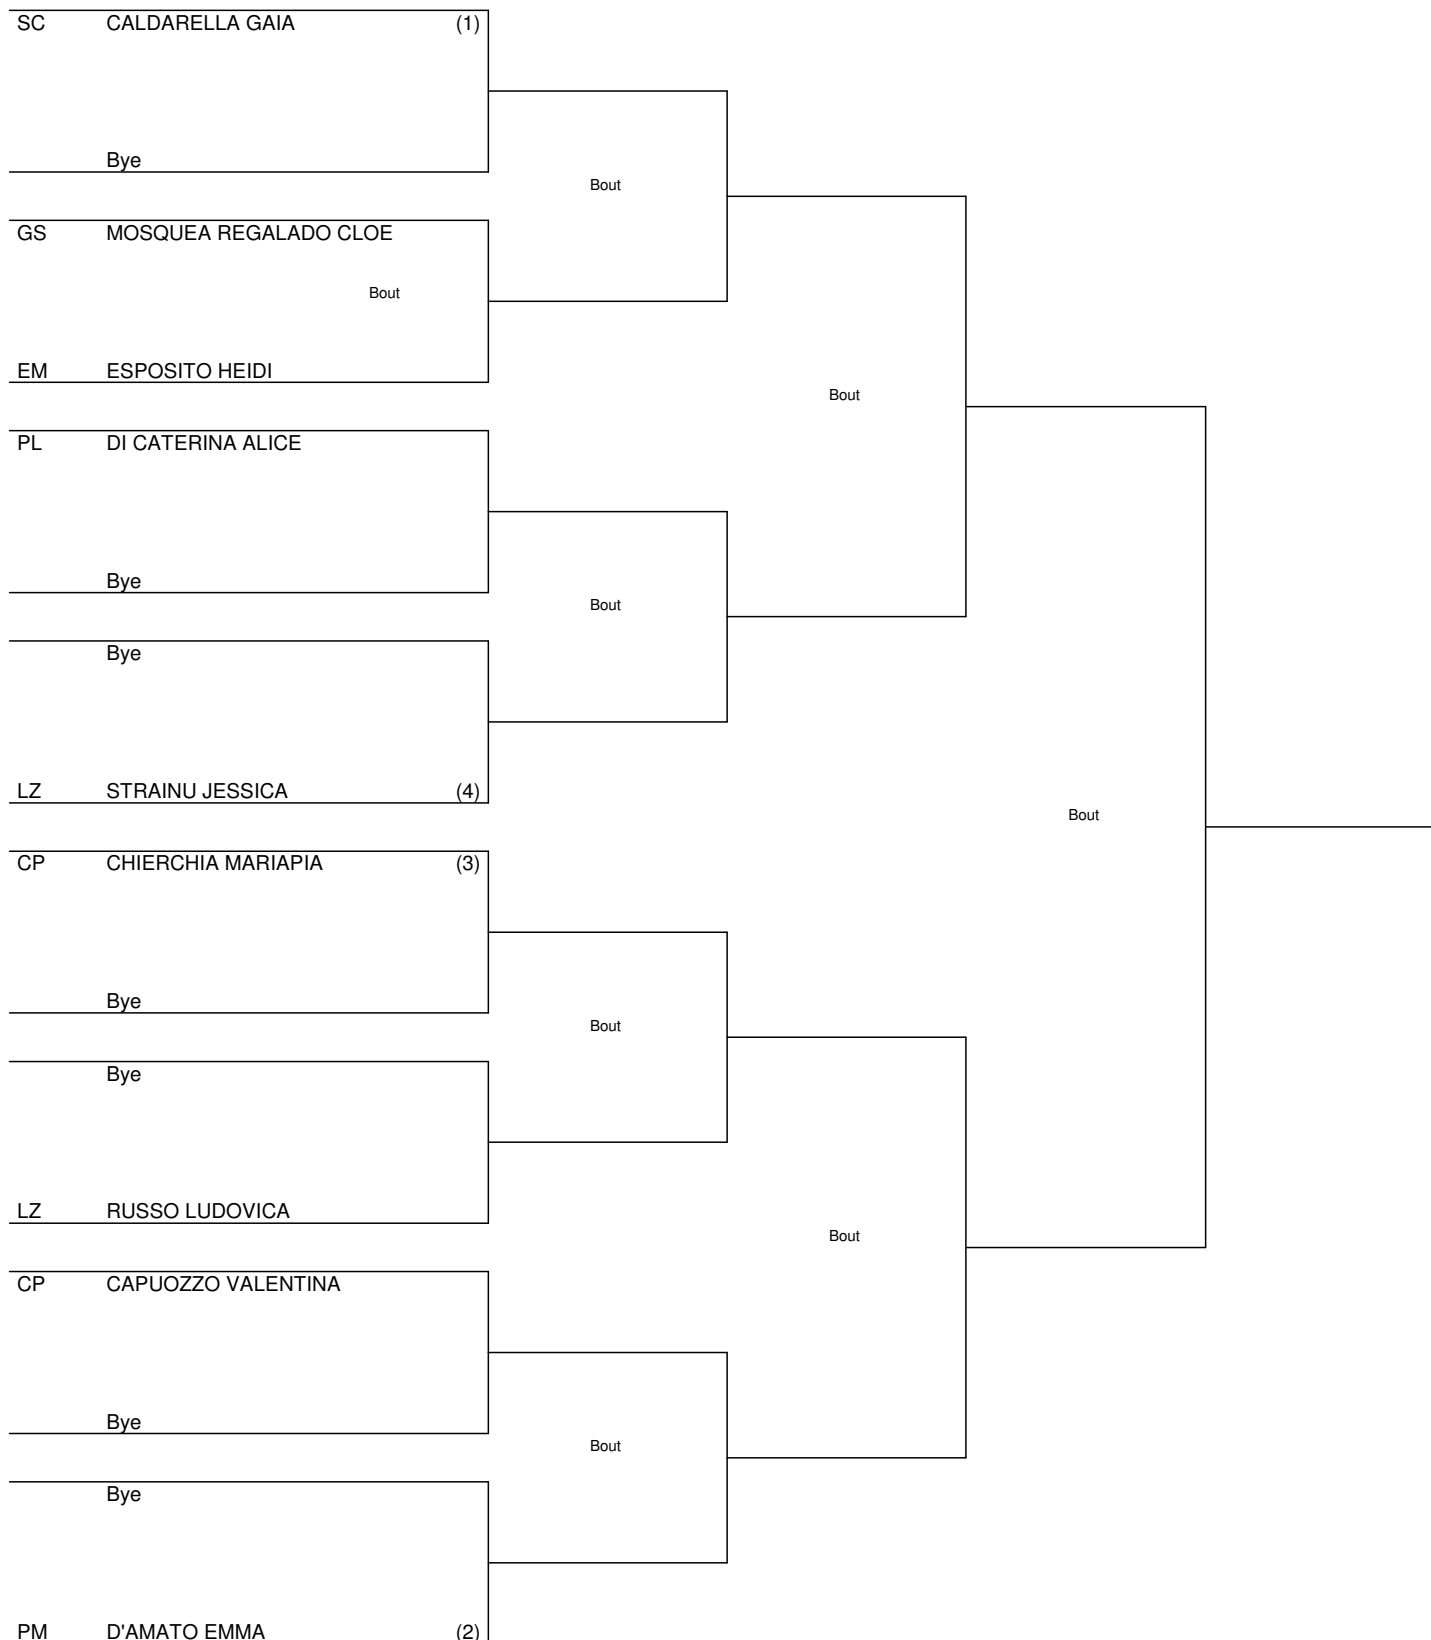 SC CALDARELLA GAIA (1)
Bye
Bout
GS MOSQUEA REGALADO CLOE
Bout
EM ESPOSITO HEIDI
Bout
PL DI CATERINA ALICE
Bye
Bout
Bye
LZ STRAINU JESSICA (4)
Bout
CP CHIERCHIA MARIAPIA (3)
Bye
Bout
Bye
LZ RUSSO LUDOVICA
Bout
CP CAPUOZZO VALENTINA
Bye
Bout
Bye
PM D'AMATO EMMA (2)